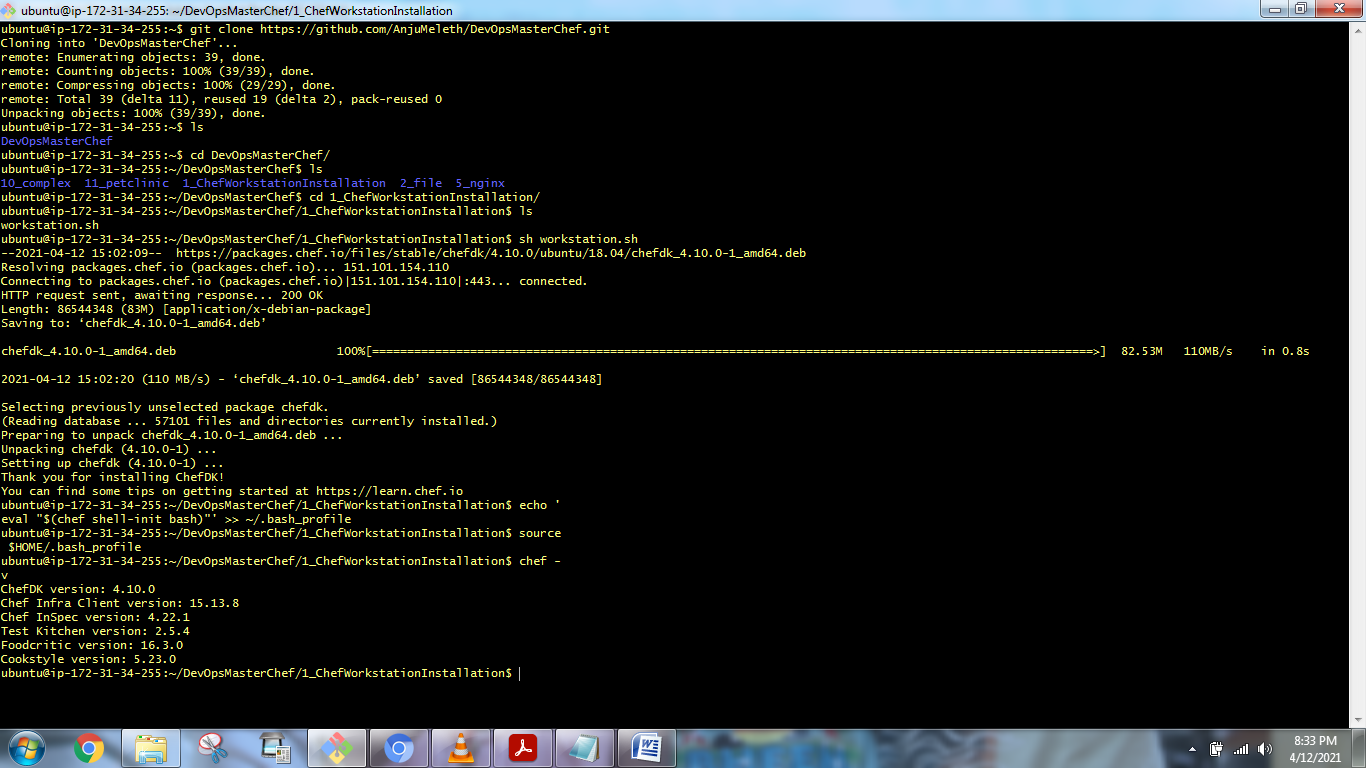 ubuntu@ip-172-31-34-255: ~/DevOpsMasterChef/1_ChefWorkstationInstallation
ubuntu@ip-172-31-34-255:~$ git clone https://github.com/AnjuMeleth/DevOpsMasterChef.git
Cloning into 'DevOpsMasterChef'...
remote: Enumerating objects: 39, done.
remote: Counting objects: 100% (39/39), done.
remote: Compressing objects: 100% (29/29), done.
remote: Total 39 (delta 11), reused 19 (delta 2), pack-reused 0
Unpacking objects: 100% (39/39), done.
ubuntu@ip-172-31-34-255:~$ ls
DevOpsMasterChef
ubuntu@ip-172-31-34-255:~$ cd DevOpsMasterChef/
ubuntu@ip-172-31-34-255:~/DevOpsMasterChef$ ls
10_complex  11_petclinic  1_ChefWorkstationInstallation  2_file  5_nginx
ubuntu@ip-172-31-34-255:~/DevOpsMasterChef$ cd 1_ChefWorkstationInstallation/
ubuntu@ip-172-31-34-255:~/DevOpsMasterChef/1_ChefWorkstationInstallation$ ls
workstation.sh
ubuntu@ip-172-31-34-255:~/DevOpsMasterChef/1_ChefWorkstationInstallation$ sh workstation.sh
--2021-04-12 15:02:09--  https://packages.chef.io/files/stable/chefdk/4.10.0/ubuntu/18.04/chefdk_4.10.0-1_amd64.deb
Resolving packages.chef.io (packages.chef.io)... 151.101.154.110
Connecting to packages.chef.io (packages.chef.io)|151.101.154.110|:443... connected.
HTTP request sent, awaiting response... 200 OK
Length: 86544348 (83M) [application/x-debian-package]
Saving to: ‘chefdk_4.10.0-1_amd64.deb’
chefdk_4.10.0-1_amd64.deb 100%[=======================================================================================================>] 82.53M 110MB/s in 0.8s
2021-04-12 15:02:20 (110 MB/s) - ‘chefdk_4.10.0-1_amd64.deb’ saved [86544348/86544348]
Selecting previously unselected package chefdk.
(Reading database ... 57101 files and directories currently installed.)
Preparing to unpack chefdk_4.10.0-1_amd64.deb ...
Unpacking chefdk (4.10.0-1) ...
Setting up chefdk (4.10.0-1) ...
Thank you for installing ChefDK!
You can find some tips on getting started at https://learn.chef.io
ubuntu@ip-172-31-34-255:~/DevOpsMasterChef/1_ChefWorkstationInstallation$ echo '
eval "$(chef shell-init bash)"' >> ~/.bash_profile
ubuntu@ip-172-31-34-255:~/DevOpsMasterChef/1_ChefWorkstationInstallation$ source
 $HOME/.bash_profile
ubuntu@ip-172-31-34-255:~/DevOpsMasterChef/1_ChefWorkstationInstallation$ chef -
v
ChefDK version: 4.10.0
Chef Infra Client version: 15.13.8
Chef InSpec version: 4.22.1
Test Kitchen version: 2.5.4
Foodcritic version: 16.3.0
Cookstyle version: 5.23.0
ubuntu@ip-172-31-34-255:~/DevOpsMasterChef/1_ChefWorkstationInstallation$
8:33 PM
4/12/2021